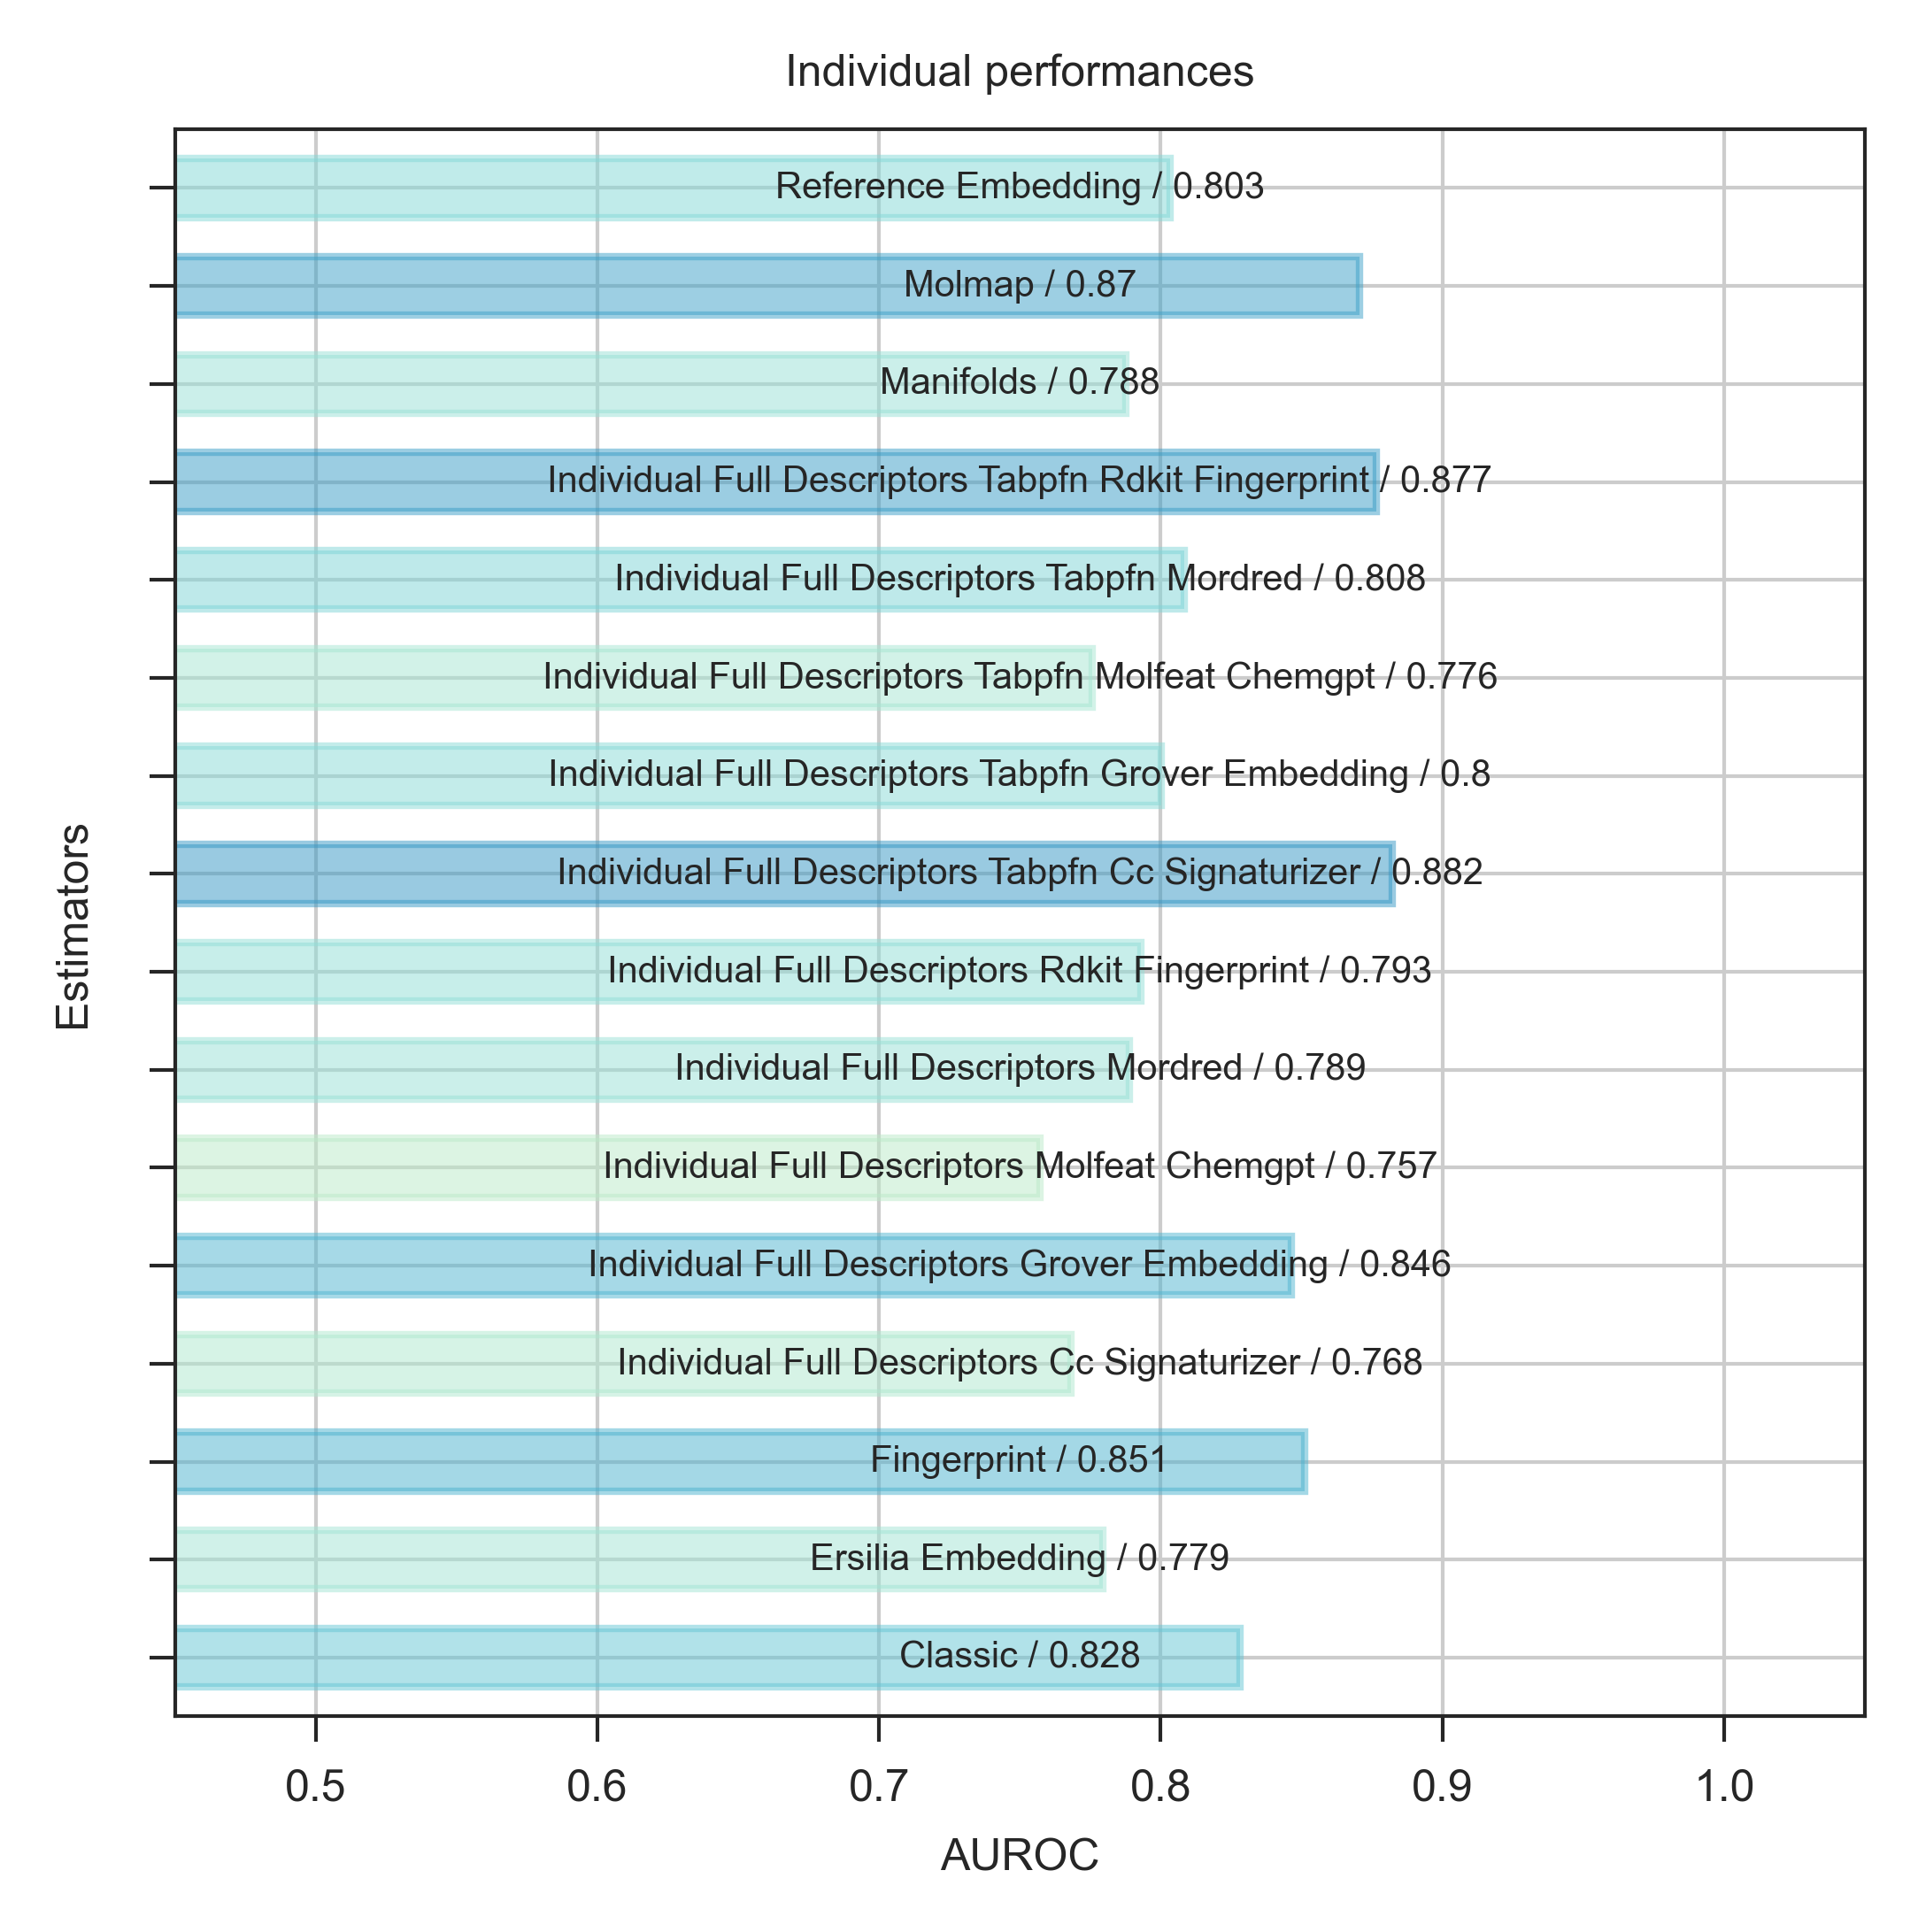 Individual performances
Reference Embedding / 0.803
Molmap / 0.87
Manifolds / 0.788
Individual Full Descriptors Tabpfn Rdkit Fingerprint / 0.877
Individual Full Descriptors Tabpfn Mordred / 0.808
Individual Full Descriptors Tabpfn Molfeat Chemgpt / 0.776
Individual Full Descriptors Tabpfn Grover Embedding / 0.8
Individual Full Descriptors Tabpfn Cc Signaturizer / 0.882
Individual Full Descriptors Rdkit Fingerprint / 0.793
Individual Full Descriptors Mordred / 0.789
Individual Full Descriptors Molfeat Chemgpt / 0.757
Individual Full Descriptors Grover Embedding / 0.846
Individual Full Descriptors Cc Signaturizer / 0.768
Fingerprint / 0.851
Ersilia Embedding / 0.779
Classic / 0.828
Estimators
0.5 0.6 0.7 0.8 0.9 1.0
AUROC